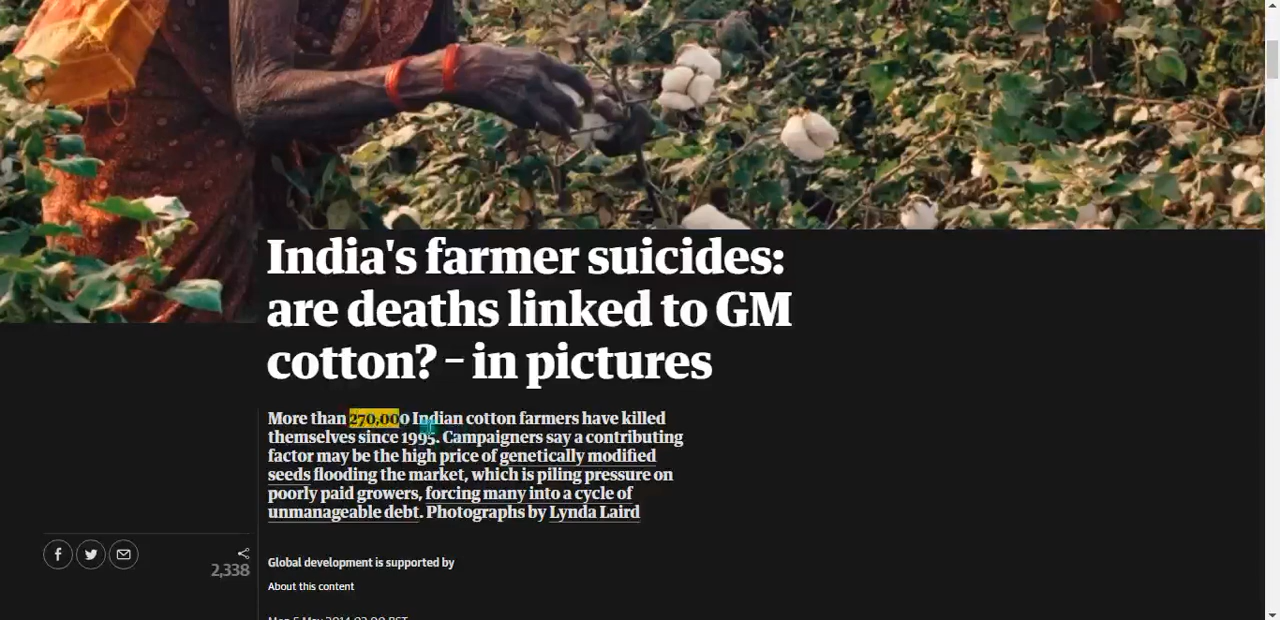 India's farmer suicides:
are deaths linked to GM
cotton? – in pictures
More than 270,000 Indian cotton farmers have killed
themselves since 1995. Campaigners say a contributing
factor may be the high price of genetically modified
seeds flooding the market, which is piling pressure on
poorly paid growers, forcing many into a cycle of
unmanageable debt. Photographs by Lynda Laird
2,338
Global development is supported by
About this content